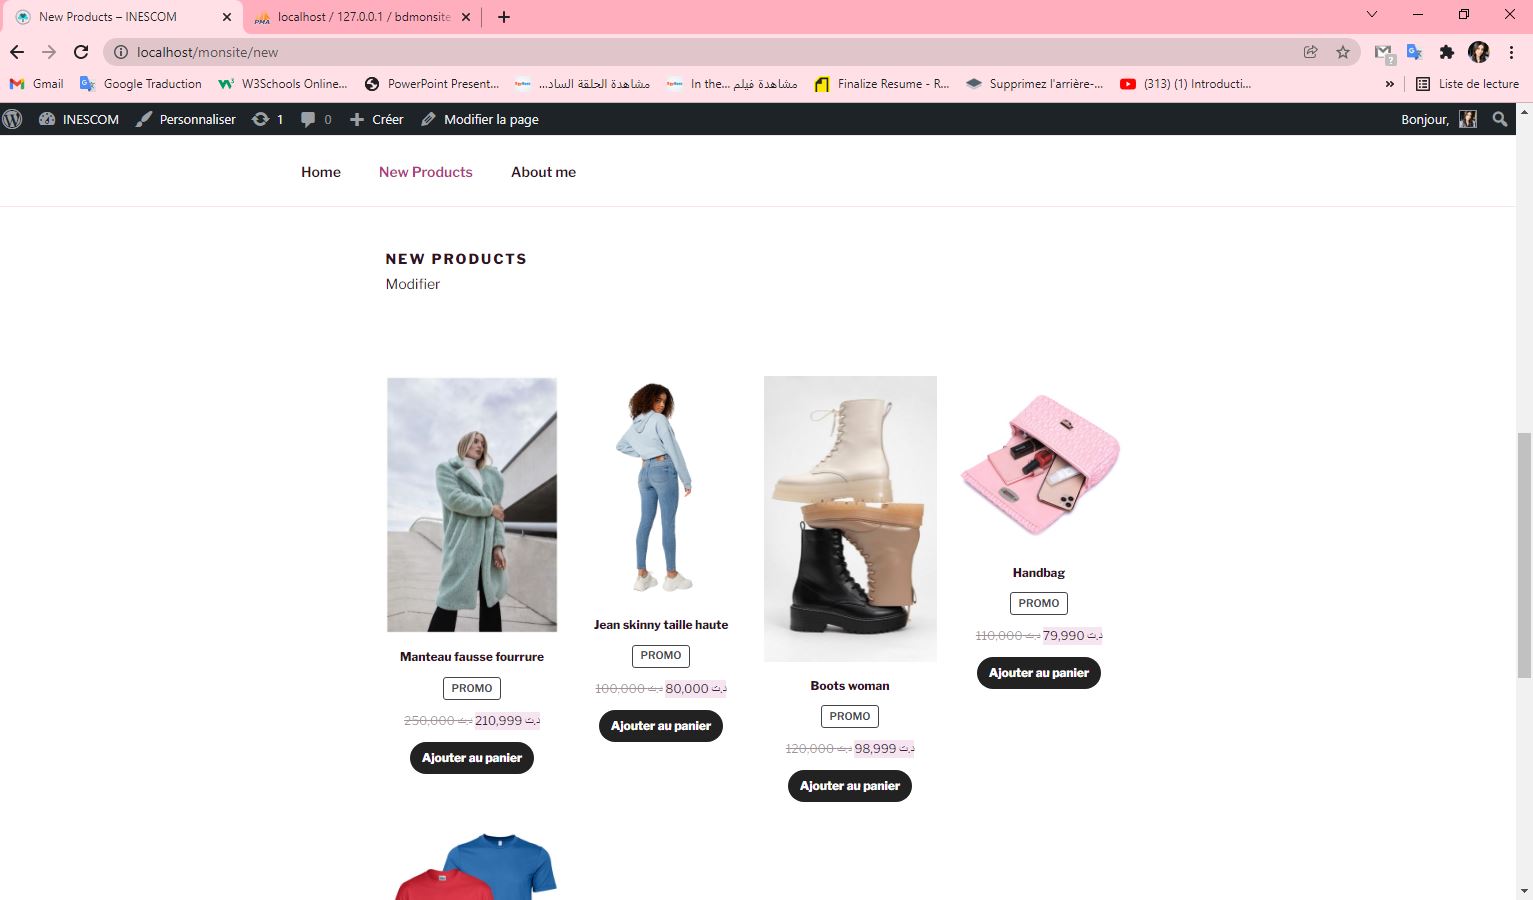 New Products – INESCOM
PMA localhost / 127.0.0.1 / bdmonsite
localhost/monsite/new
Gmail
Google Traduction
W3Schools Online...
PowerPoint Present...
مشاهدة الحلقة الساد...
مشاهدة فيلم In the...
Finalize Resume - R...
Supprimez l'arrière-...
(313) (1) Introducti...
»
Liste de lecture
INESCOM
Personnaliser
1
0
Créer
Modifier la page
Bonjour,
Home
New Products
About me
NEW PRODUCTS
Modifier
Manteau fausse fourrure
PROMO
250,000 د.ت 210,999 د.ت
Ajouter au panier
Jean skinny taille haute
PROMO
100,000 د.ت 80,000 د.ت
Ajouter au panier
Boots woman
PROMO
120,000 د.ت 98,999 د.ت
Ajouter au panier
Handbag
PROMO
110,000 د.ت 79,990 د.ت
Ajouter au panier